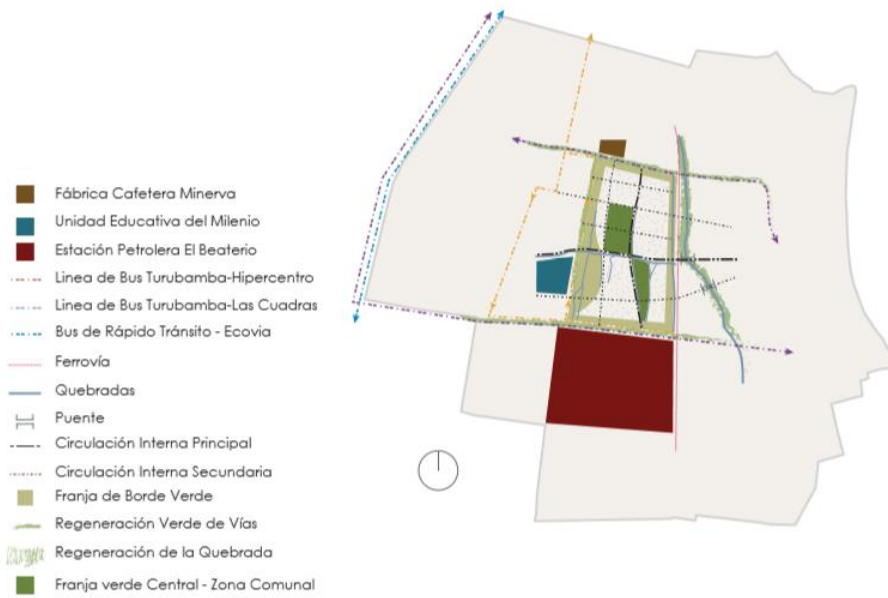 Fábrica Cafetera Minerva
Unidad Educativa del Milenio
Estación Petrolera El Beaterio
Linea de Bus Turubamba-Hipercentro
Linea de Bus Turubamba-Las Cuadras
Bus de Rápido Tránsito - Ecovia
Ferrovía
Quebradas
Puente
Circulación Interna Principal
Circulación Interna Secundaria
Franja de Borde Verde
Regeneración Verde de Vías
Regeneración de la Quebrada
Franja verde Central - Zona Comunal